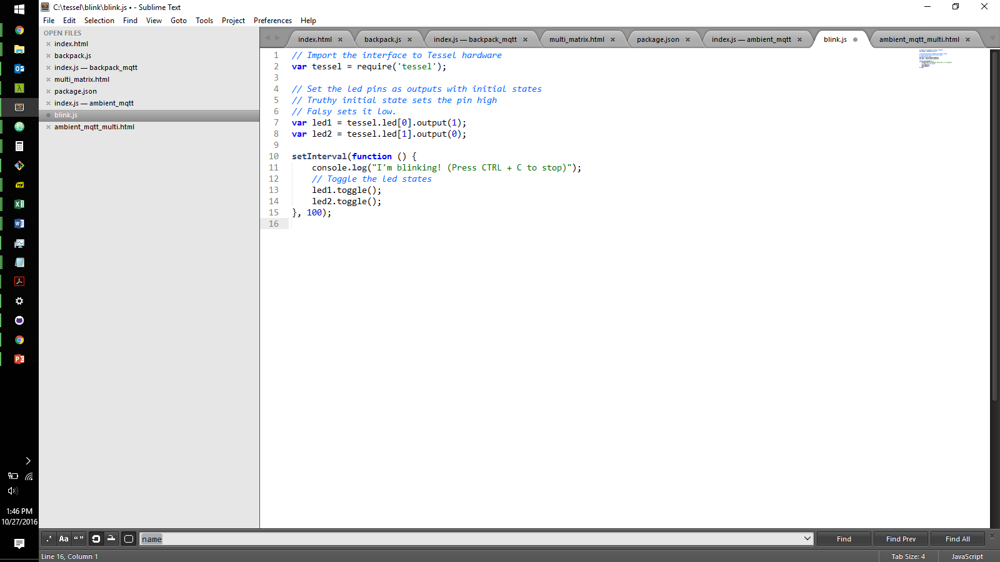 C:\tessel\blink\blink.js • - Sublime Text
File Edit Selection Find View Goto Tools Project Preferences Help
OPEN FILES
index.html
backpack.js
index.js — backpack_mqtt
multi_matrix.html
package.json
index.js — ambient_mqtt
blink.js
ambient_mqtt_multi.html
index.html backpack.js index.js — backpack_mqtt multi_matrix.html package.json index.js — ambient_mqtt blink.js ambient_mqtt_multi.html
1 // Import the interface to Tessel hardware
2 var tessel = require('tessel');
3
4 // Set the led pins as outputs with initial states
5 // Truthy initial state sets the pin high
6 // Falsy sets it low.
7 var led1 = tessel.led[0].output(1);
8 var led2 = tessel.led[1].output(0);
9
10 setInterval(function () {
11 console.log("I'm blinking! (Press CTRL + C to stop)");
12 // Toggle the led states
13 led1.toggle();
14 led2.toggle();
15 }, 100);
16
1:46 PM
10/27/2016
.* Aa “ ” name Find Find Prev Find All
Line 16, Column 1 Tab Size: 4 JavaScript